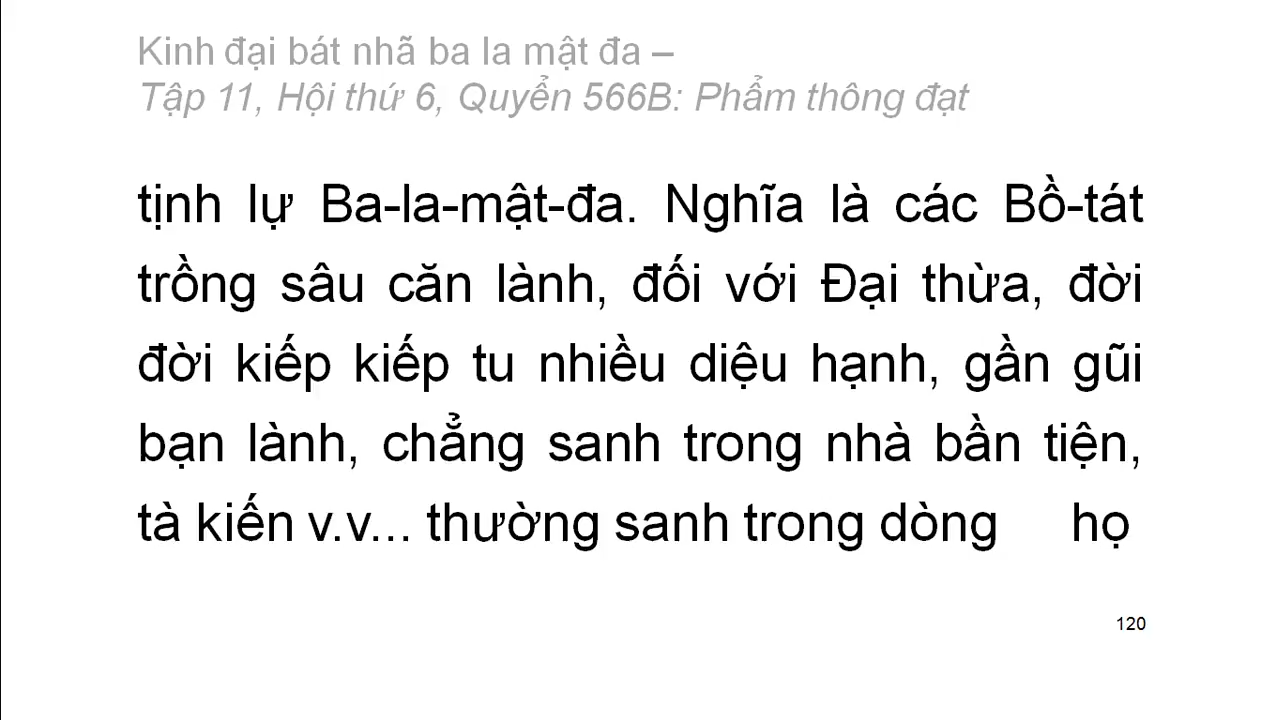 Kinh đại bát nhã ba la mật đa –
Tập 11, Hội thứ 6, Quyển 566B: Phẩm thông đạt
tịnh lự Ba-la-mật-đa. Nghĩa là các Bồ-tát
trồng sâu căn lành, đối với Đại thừa, đời
đời kiếp kiếp tu nhiều diệu hạnh, gần gũi
bạn lành, chẳng sanh trong nhà bần tiện,
tà kiến v.v... thường sanh trong dòng họ
120